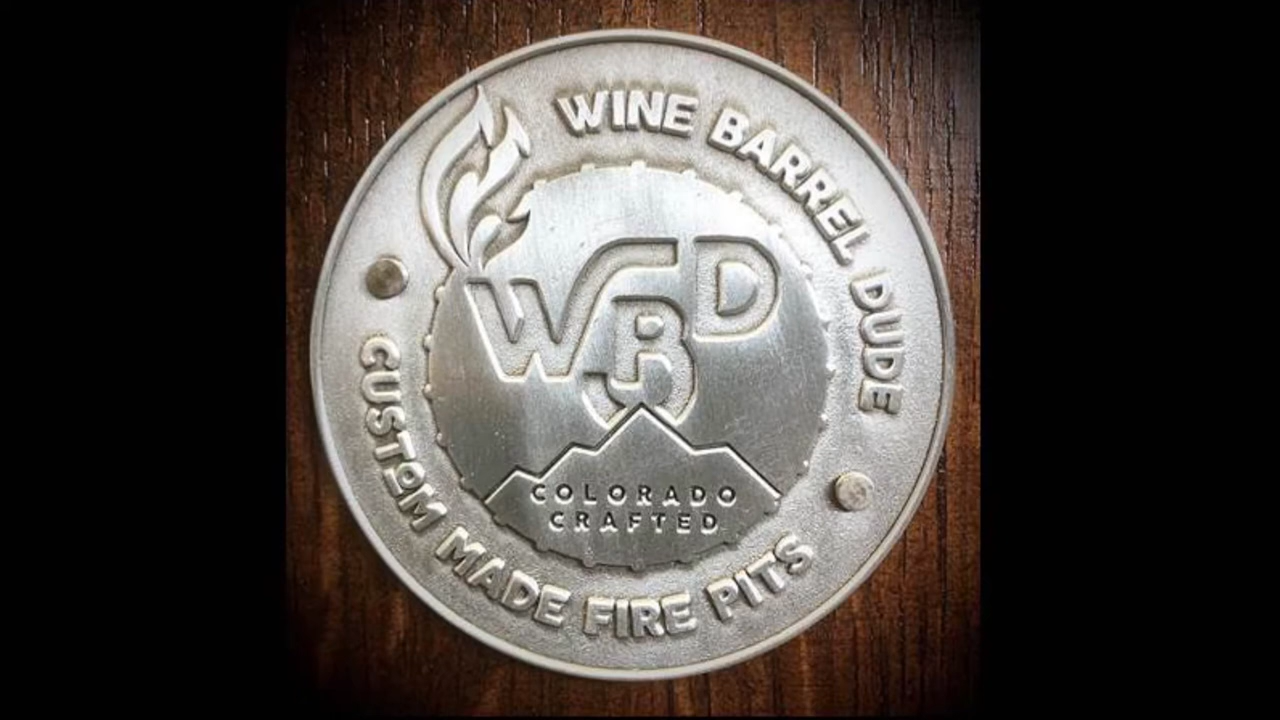 WINE BARREL DUDE
WBD
COLORADO
CRAFTED
CUSTOM MADE FIRE PITS